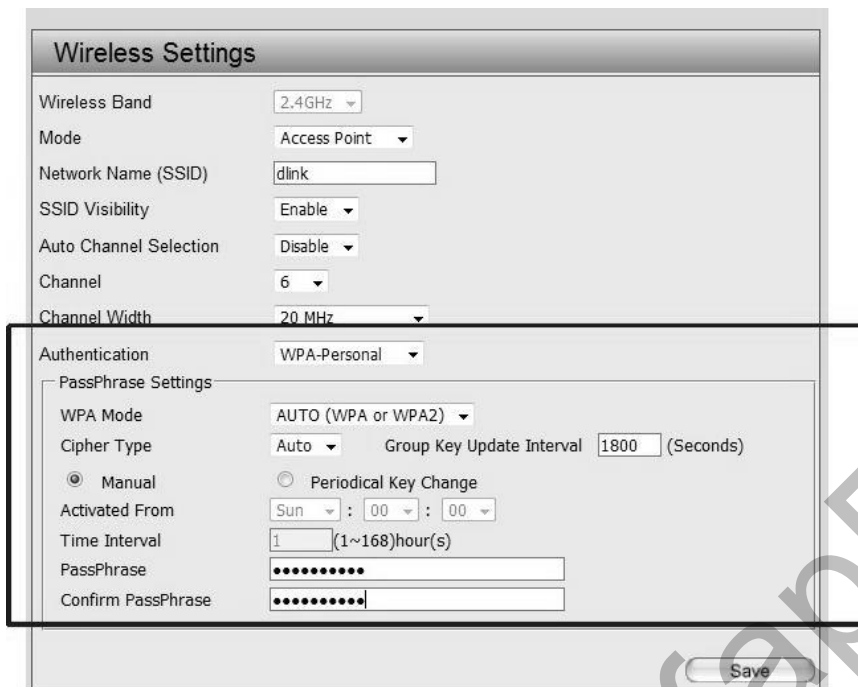 Wireless Settings
Wireless Band 2.4GHz
Mode Access Point
Network Name (SSID) dlink
SSID Visibility Enable
Auto Channel Selection Disable
Channel 6
Channel Width 20 MHz
Authentication WPA-Personal
PassPhrase Settings
WPA Mode AUTO (WPA or WPA2)
Cipher Type Auto Group Key Update Interval 1800 (Seconds)
Manual Periodical Key Change
Activated From Sun : 00 : 00
Time Interval 1 (1~168)hour(s)
PassPhrase ●●●●●●●●●●
Confirm PassPhrase ●●●●●●●●●●
Save